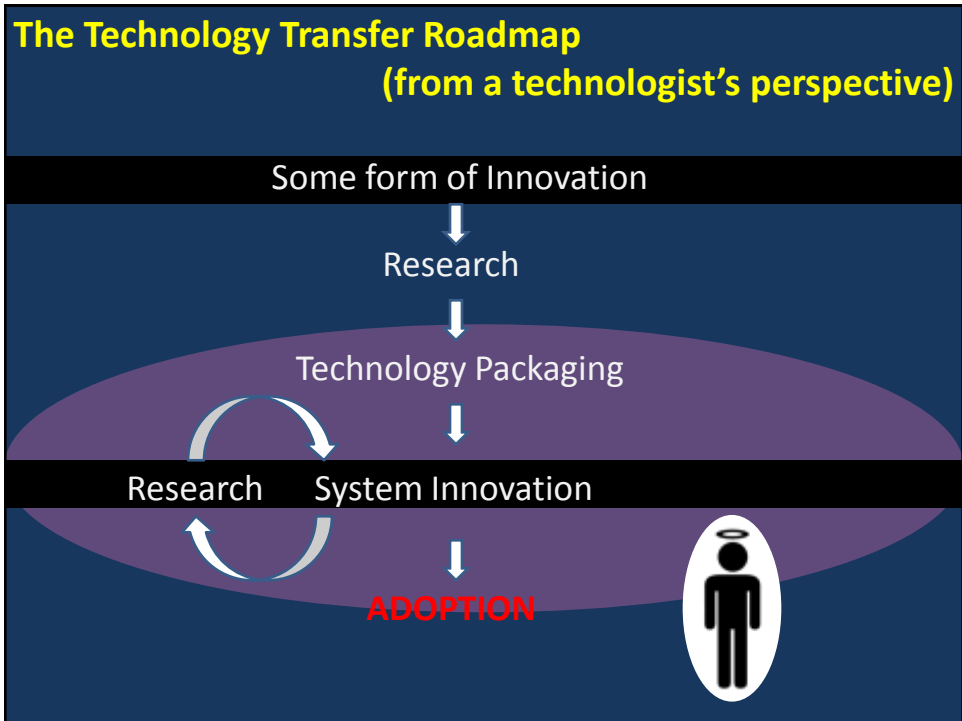 The Technology Transfer Roadmap
(from a technologist's perspective)
Some form of Innovation
Research
Technology Packaging
Research System Innovation
ADOPTION